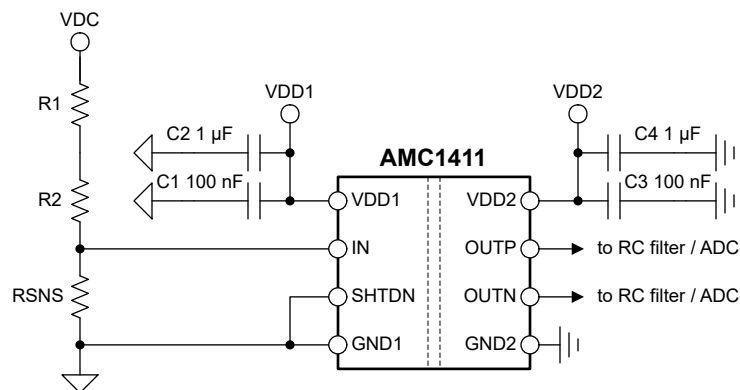 VDC
R1
R2
RSNS
VDD1
C2 1 µF
C1 100 nF
AMC1411
VDD1
IN
SHTDN
GND1
VDD2
OUTP
OUTN
GND2
VDD2
C4 1 µF
C3 100 nF
to RC filter / ADC
to RC filter / ADC